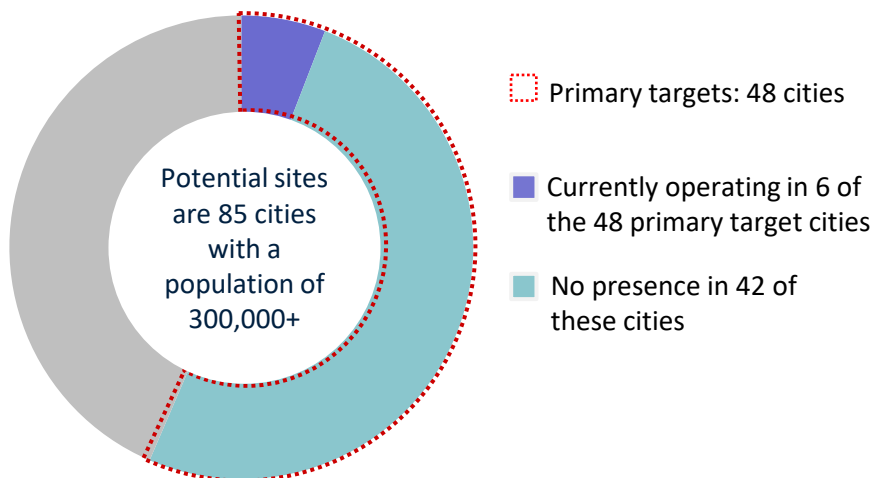 Potential sites
are 85 cities
with a
population of
300,000+
Primary targets: 48 cities
Currently operating in 6 of
the 48 primary target cities
No presence in 42 of
these cities